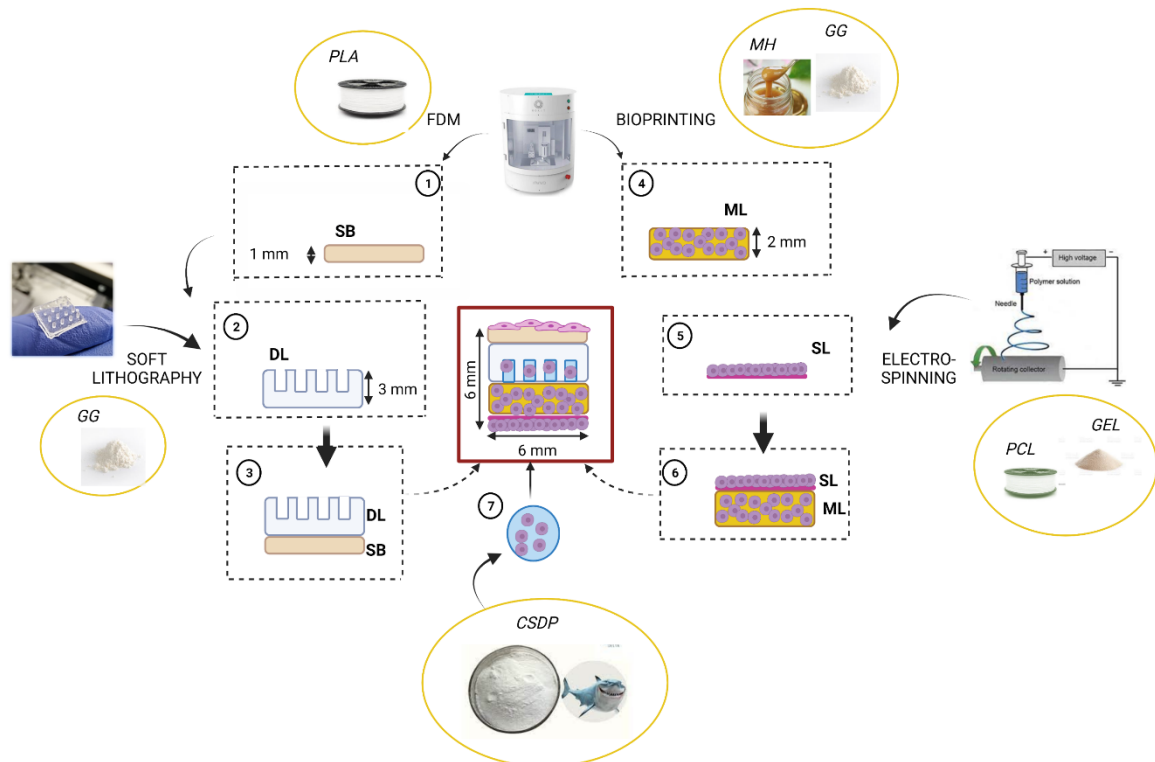 PLA
FDM
MH
GG
BIOPRINTING
1
SB
1 mm
4
ML
2 mm
SOFT
LITHOGRAPHY
GG
2
DL
3 mm
3
DL
SB
6 mm
6 mm
5
SL
6
SL
ML
ELECTRO-
SPINNING
+
−
High voltage
Polymer solution
Needle
Rotating collector
PCL
GEL
7
CSDP